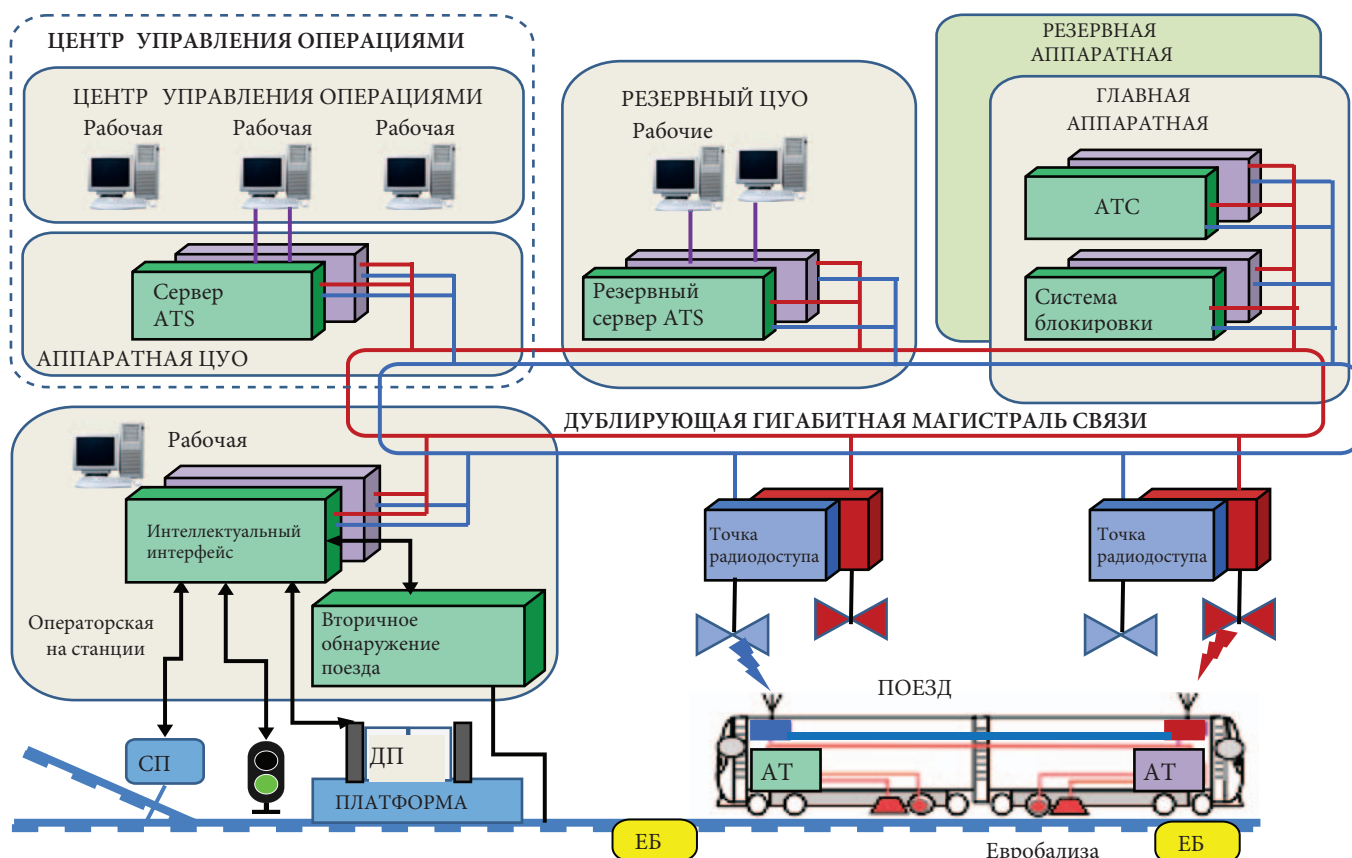 ЦЕНТР УПРАВЛЕНИЯ ОПЕРАЦИЯМИ
ЦЕНТР УПРАВЛЕНИЯ ОПЕРАЦИЯМИ
Рабочая
Рабочая
Рабочая
Сервер
ATS
АППАРАТНАЯ ЦУО
РЕЗЕРВНЫЙ ЦУО
Рабочие
Резервный
сервер ATS
РЕЗЕРВНАЯ
АППАРАТНАЯ
ГЛАВНАЯ
АППАРАТНАЯ
АТС
Система
блокировки
ДУБЛИРУЮЩАЯ ГИГАБИТНАЯ МАГИСТРАЛЬ СВЯЗИ
Рабочая
Интеллектуальный
интерфейс
Операторская
на станции
Вторичное
обнаружение
поезда
Точка
радиодоступа
Точка
радиодоступа
ПОЕЗД
АТ
АТ
СП
ДП
ПЛАТФОРМА
ЕБ
Евробализа
ЕБ